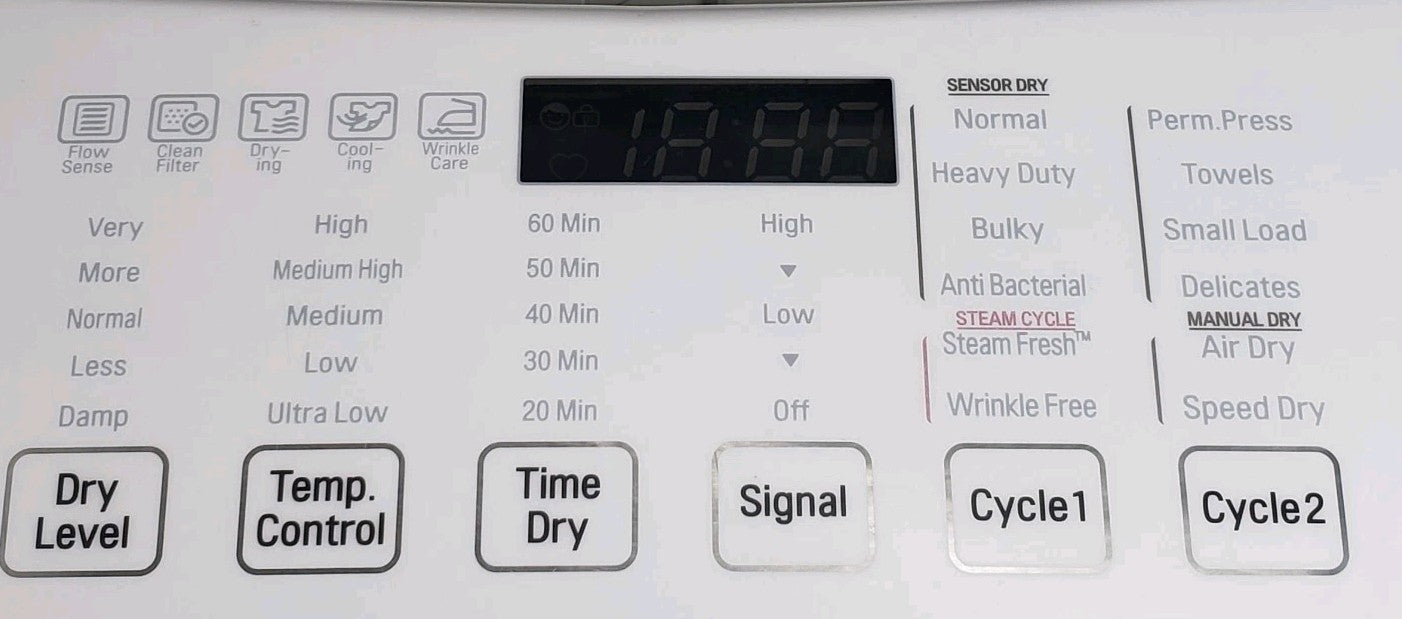 Flow
Sense
Clean
Filter
Dry-
ing
Cool-
ing
Wrinkle
Care
Very
More
Normal
Less
Damp
Dry
Level
High
Medium High
Medium
Low
Ultra Low
Temp.
Control
60 Min
50 Min
40 Min
30 Min
20 Min
Time
Dry
High
▼
Low
▼
Off
Signal
SENSOR DRY
Normal
Heavy Duty
Bulky
Anti Bacterial
STEAM CYCLE
Steam Fresh™
Wrinkle Free
Cycle1
Perm.Press
Towels
Small Load
Delicates
MANUAL DRY
Air Dry
Speed Dry
Cycle2